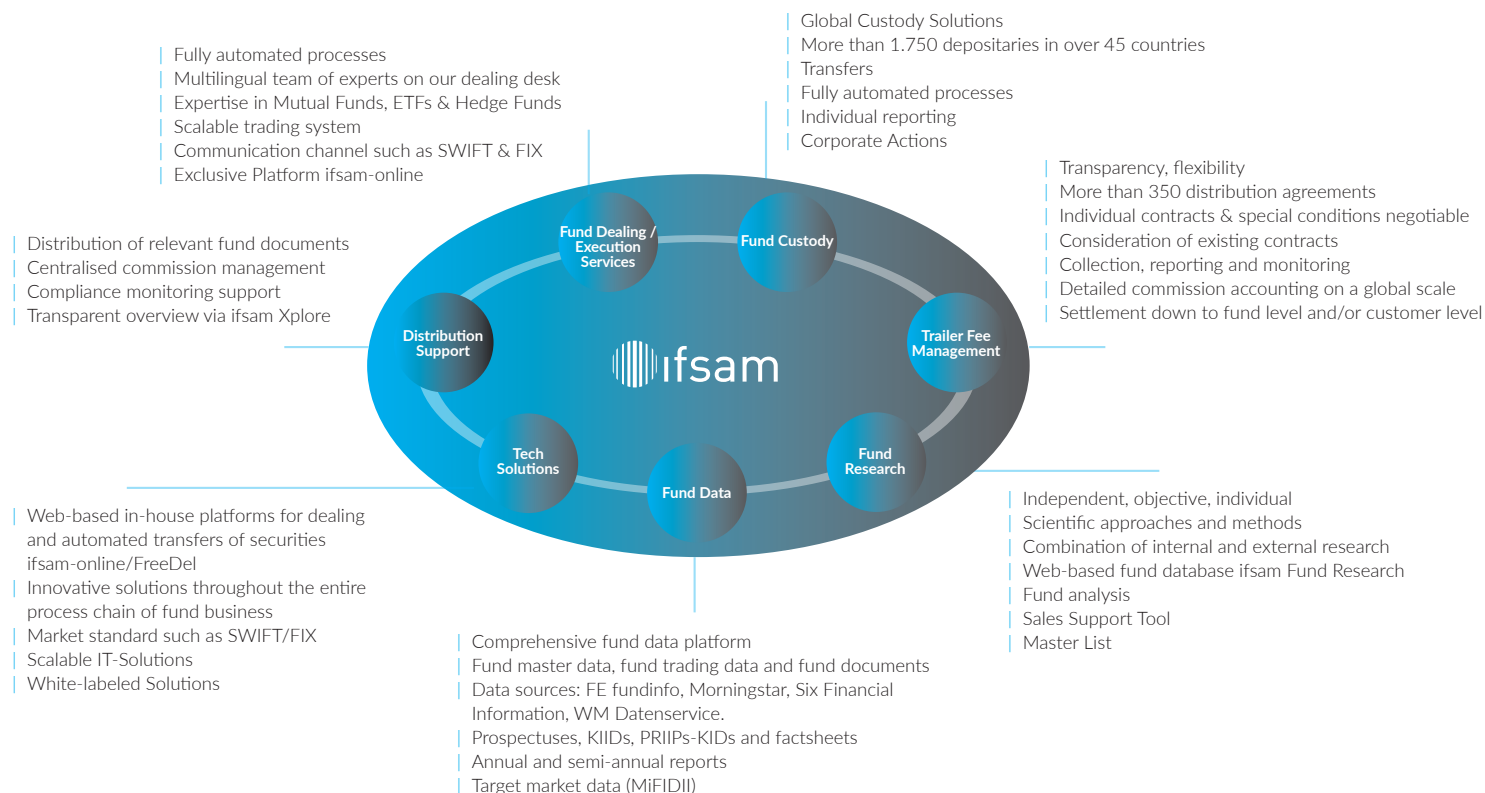 Global Custody Solutions
More than 1.750 depositaries in over 45 countries
Transfers
Fully automated processes
Individual reporting
Corporate Actions
Fully automated processes
Multilingual team of experts on our dealing desk
Expertise in Mutual Funds, ETFs & Hedge Funds
Scalable trading system
Communication channel such as SWIFT & FIX
Exclusive Platform ifsam-online
Transparency, flexibility
More than 350 distribution agreements
Individual contracts & special conditions negotiable
Consideration of existing contracts
Collection, reporting and monitoring
Detailed commission accounting on a global scale
Settlement down to fund level and/or customer level
Distribution of relevant fund documents
Centralised commission management
Compliance monitoring support
Transparent overview via ifsam Xplore
Fund Dealing /
Execution
Services
Fund Custody
Distribution
Support
Trailer Fee
Management
ifsam
Tech
Solutions
Fund Data
Fund
Research
Web-based in-house platforms for dealing
and automated transfers of securities
ifsam-online/FreeDel
Innovative solutions throughout the entire
process chain of fund business
Market standard such as SWIFT/FIX
Scalable IT-Solutions
White-labeled Solutions
Independent, objective, individual
Scientific approaches and methods
Combination of internal and external research
Web-based fund database ifsam Fund Research
Fund analysis
Sales Support Tool
Master List
Comprehensive fund data platform
Fund master data, fund trading data and fund documents
Data sources: FE fundinfo, Morningstar, Six Financial
Information, WM Datenservice.
Prospectuses, KIIDs, PRIIPs-KIDs and factsheets
Annual and semi-annual reports
Target market data (MiFIDII)